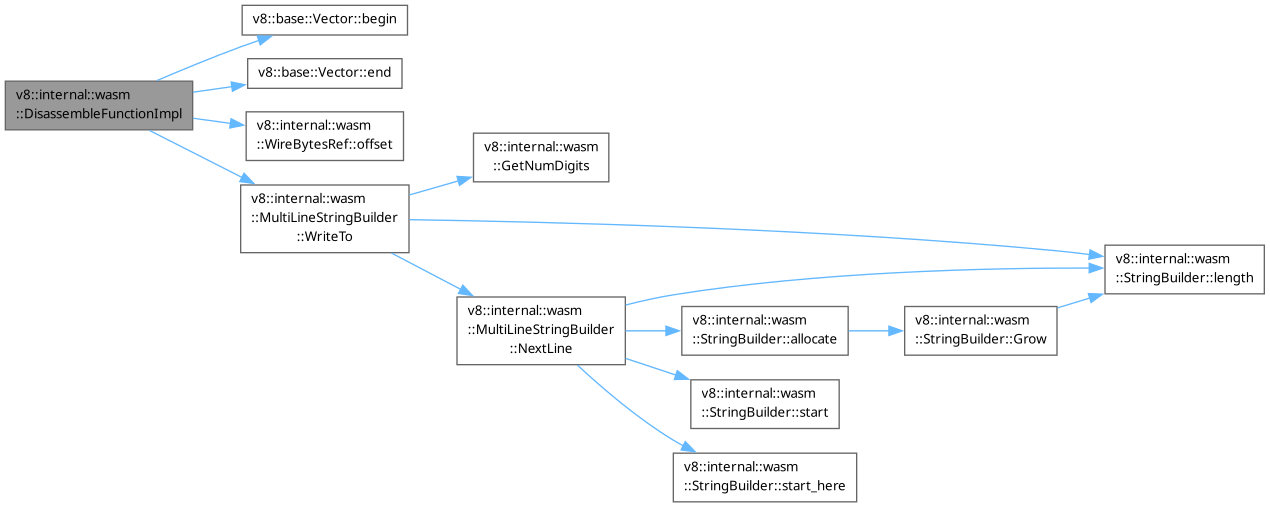 v8::base::Vector::begin
v8::base::Vector::end
v8::internal::wasm
::DisassembleFunctionImpl
v8::internal::wasm
::WireBytesRef::offset
v8::internal::wasm
::GetNumDigits
v8::internal::wasm
::MultiLineStringBuilder
::WriteTo
v8::internal::wasm
::StringBuilder::length
v8::internal::wasm
::MultiLineStringBuilder
::NextLine
v8::internal::wasm
::StringBuilder::allocate
v8::internal::wasm
::StringBuilder::Grow
v8::internal::wasm
::StringBuilder::start
v8::internal::wasm
::StringBuilder::start_here